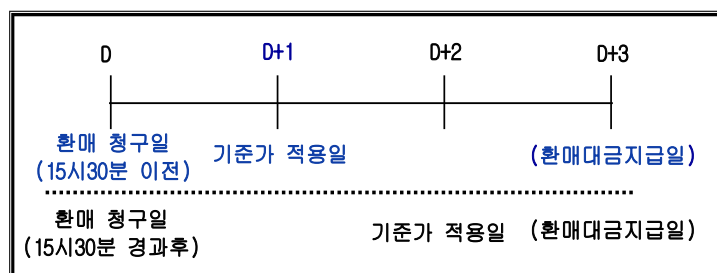 D D+1 D+2 D+3
환매 청구일 기준가 적용일 (환매대금지급일)
(15시30분 이전)
환매 청구일 기준가 적용일 (환매대금지급일)
(15시30분 경과후)